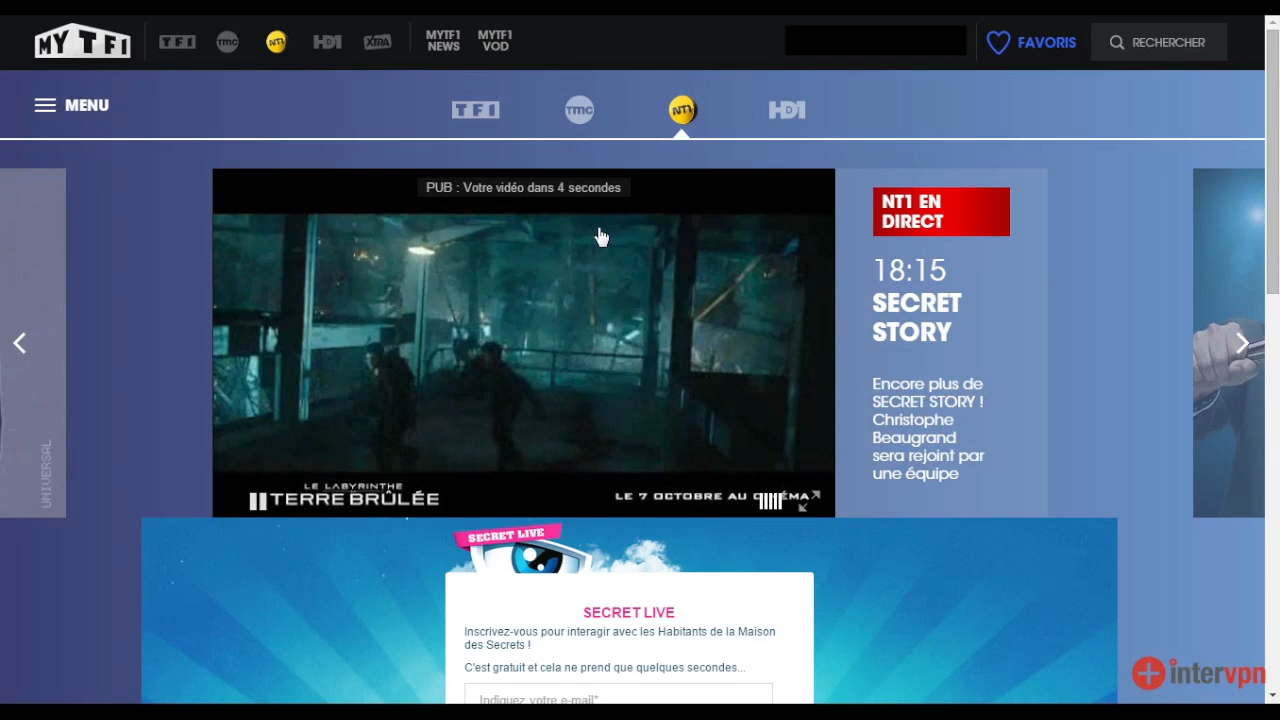 MYTF1
TF1
TMC
NT1
HD1
XTRA
MYTF1
NEWS
MYTF1
VOD
FAVORIS
RECHERCHER
MENU
TF1
TMC
NT1
HD1
PUB : Votre vidéo dans 4 secondes
NT1 EN
DIRECT
18:15
SECRET
STORY
Encore plus de
SECRET STORY !
Christophe
Beaugrand
sera rejoint par
une équipe
UNIVERSAL
LE LABYRINTHE
TERRE BRÛLÉE
LE 7 OCTOBRE AU
SECRET LIVE
SECRET LIVE
Inscrivez-vous pour interagir avec les Habitants de la Maison
des Secrets !
C'est gratuit et cela ne prend que quelques secondes...
Indiquez votre e-mail*
intervpn